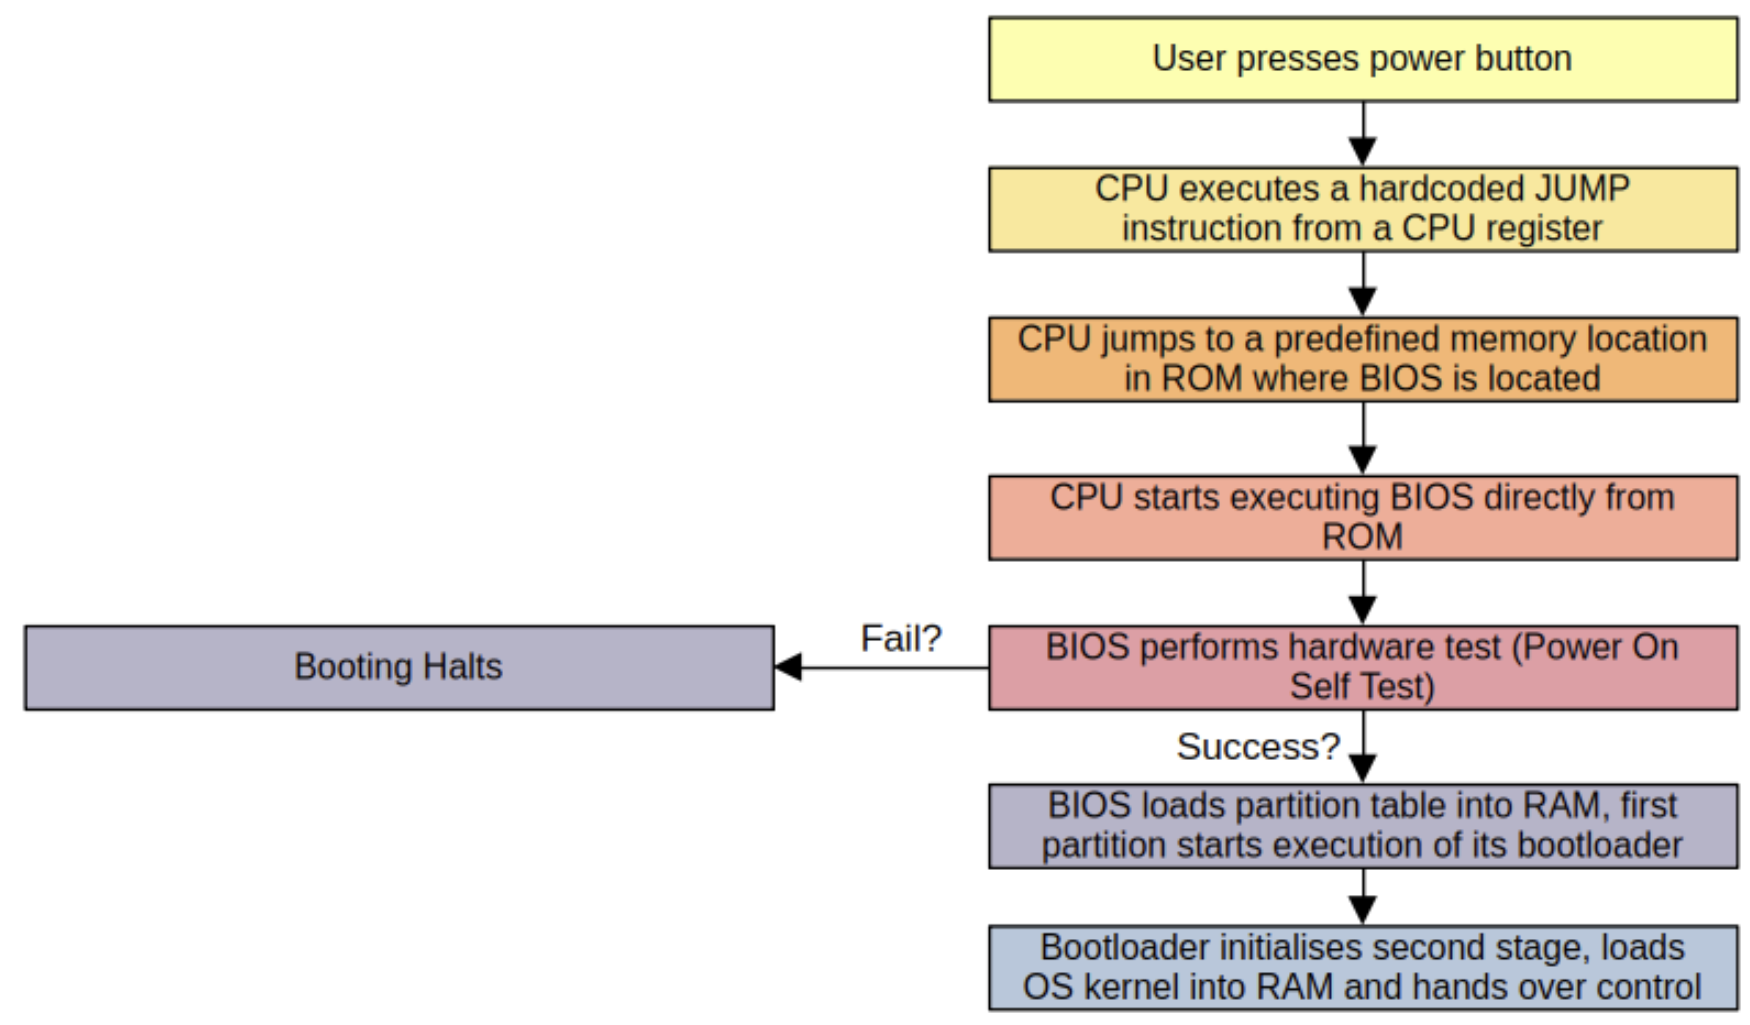 User presses power button
CPU executes a hardcoded JUMP
instruction from a CPU register
CPU jumps to a predefined memory location
in ROM where BIOS is located
CPU starts executing BIOS directly from
ROM
BIOS performs hardware test (Power On
Self Test)
Fail?
Booting Halts
Success?
BIOS loads partition table into RAM, first
partition starts execution of its bootloader
Bootloader initialises second stage, loads
OS kernel into RAM and hands over control